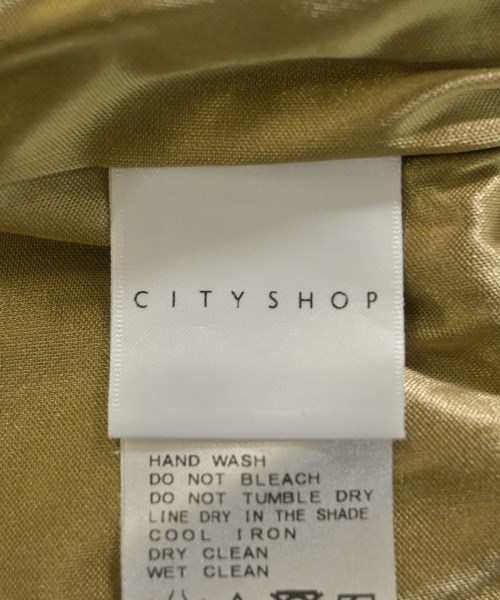 CITYSHOP
HAND WASH
DO NOT BLEACH
DO NOT TUMBLE DRY
LINE DRY IN THE SHADE
COOL IRON
DRY CLEAN
WET CLEAN